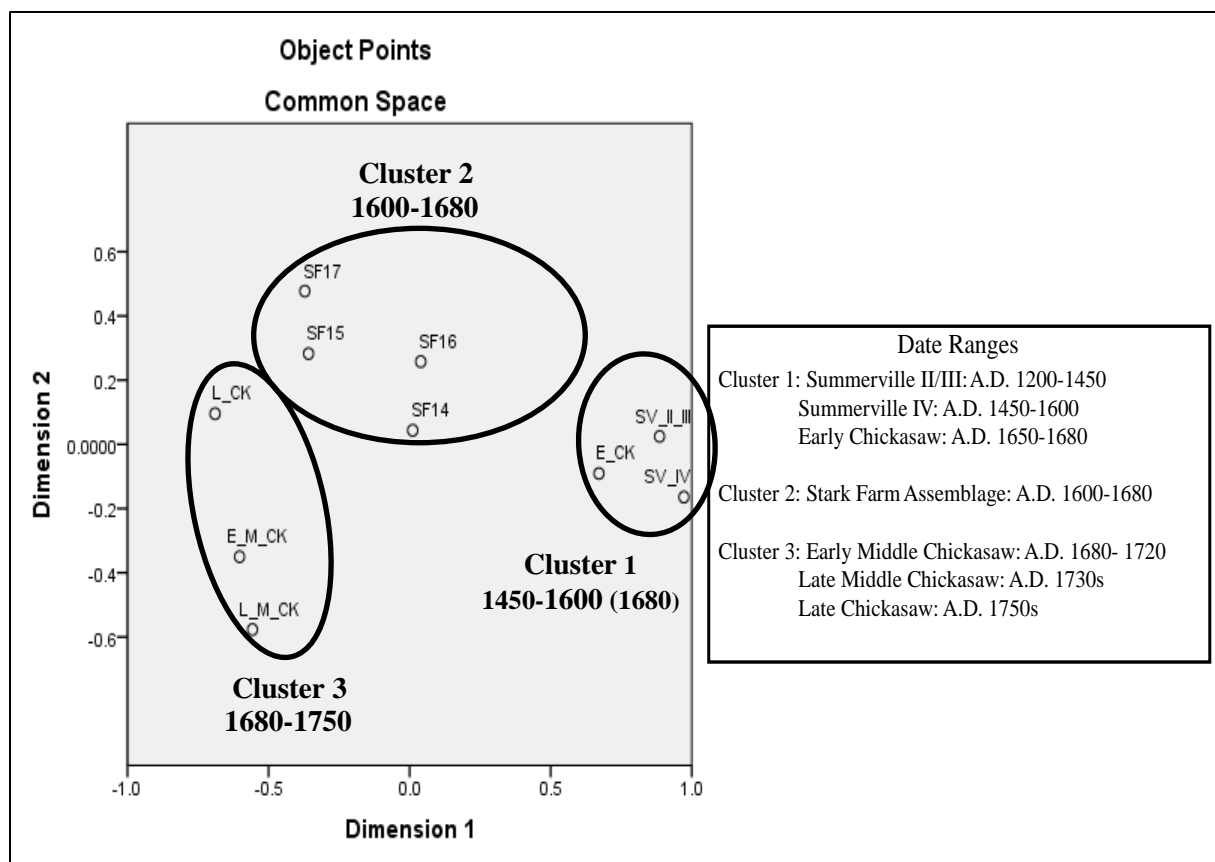 Object Points
Common Space
Cluster 2
1600-1680
0.6
SF17
0.4
SF15
SF16
0.2
L_CK
SF14
SV_II_III
0.0000
E_CK
SV_IV
-0.2
E_M_CK
-0.4
L_M_CK
-0.6
Cluster 1
1450-1600 (1680)
Cluster 3
1680-1750
Dimension 2
-1.0
-0.5
0.0
0.5
1.0
Dimension 1
Date Ranges
Cluster 1: Summerville II/III: A.D. 1200-1450
Summerville IV: A.D. 1450-1600
Early Chickasaw: A.D. 1650-1680
Cluster 2: Stark Farm Assemblage: A.D. 1600-1680
Cluster 3: Early Middle Chickasaw: A.D. 1680- 1720
Late Middle Chickasaw: A.D. 1730s
Late Chickasaw: A.D. 1750s